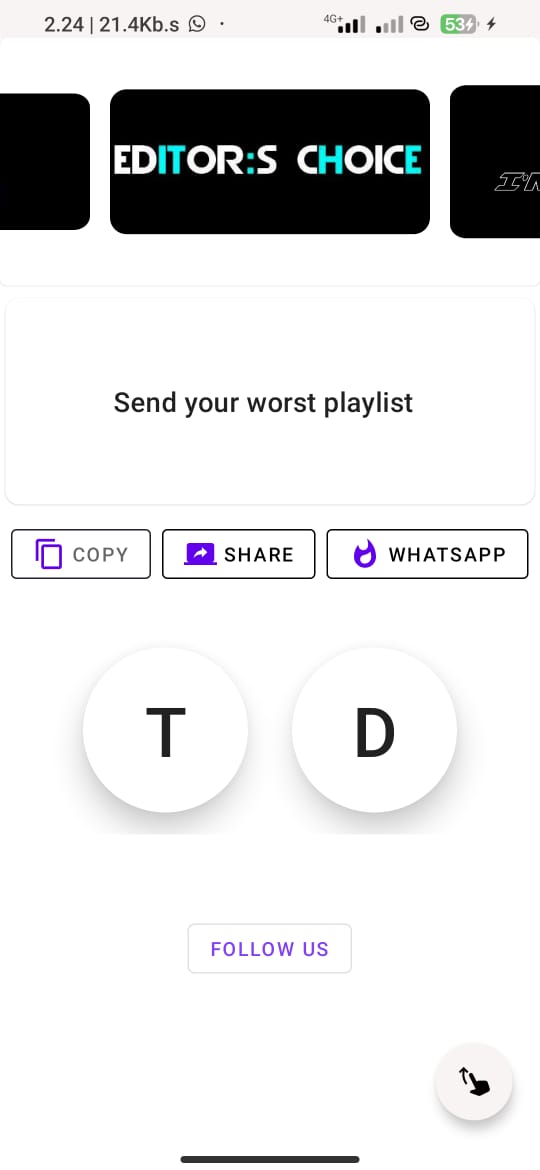 2.24 | 21.4Kb.s
4G+
53
EDITOR:S CHOICE
I'M
Send your worst playlist
COPY
SHARE
WHATSAPP
T
D
FOLLOW US